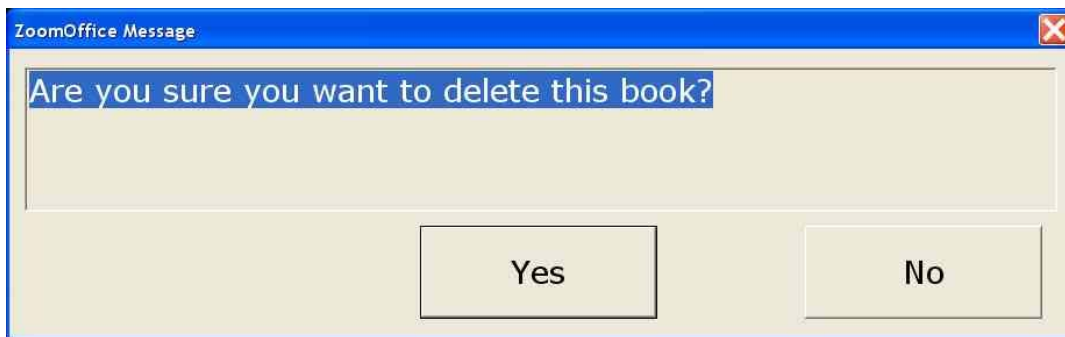 ZoomOffice Message
Are you sure you want to delete this book?
Yes
No